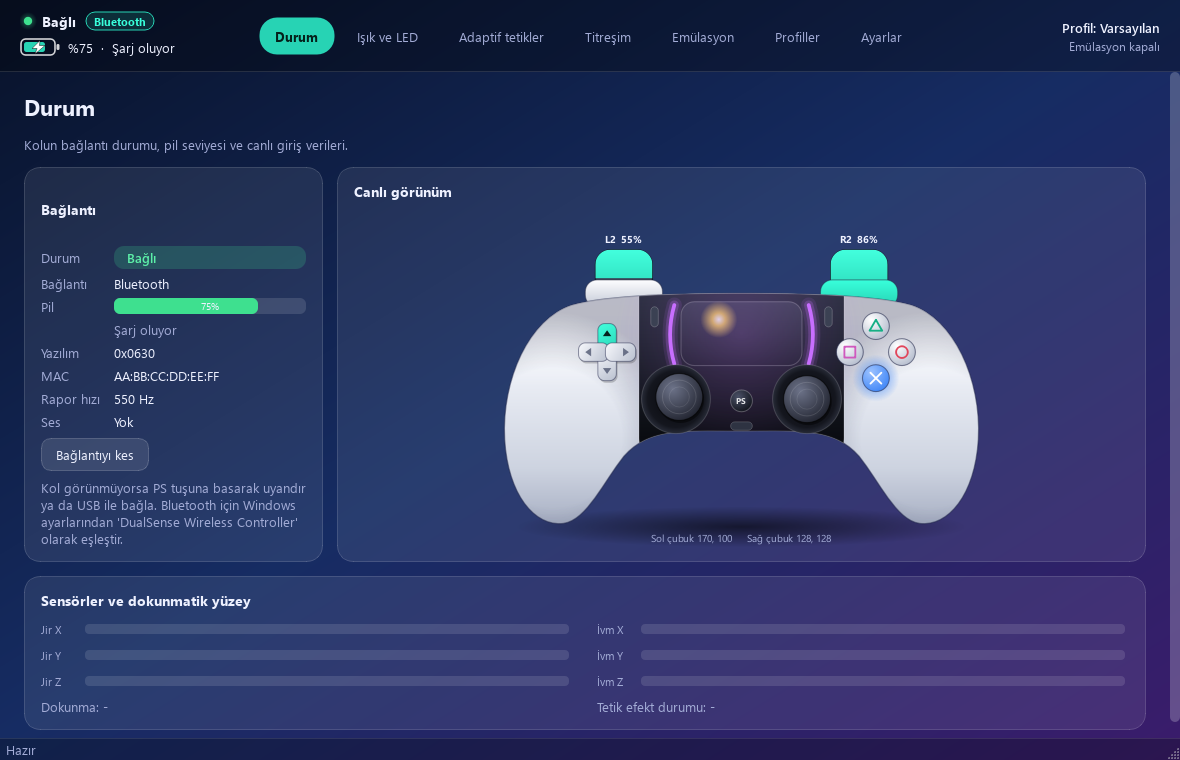 Bağlı Bluetooth
%75 · Şarj oluyor
Durum Işık ve LED Adaptif tetikler Titreşim Emülasyon Profiller Ayarlar
Profil: Varsayılan
Emülasyon kapalı
Durum
Kolun bağlantı durumu, pil seviyesi ve canlı giriş verileri.
Bağlantı
Durum Bağlı
Bağlantı Bluetooth
Pil 75%
Şarj oluyor
Yazılım 0x0630
MAC AA:BB:CC:DD:EE:FF
Rapor hızı 550 Hz
Ses Yok
Bağlantıyı kes
Kol görünmüyorsa PS tuşuna basarak uyandır
ya da USB ile bağla. Bluetooth için Windows
ayarlarından 'DualSense Wireless Controller'
olarak eşleştir.
Canlı görünüm
L2 55% R2 86%
PS
Sol çubuk 170, 100 Sağ çubuk 128, 128
Sensörler ve dokunmatik yüzey
Jir X İvm X
Jir Y İvm Y
Jir Z İvm Z
Dokunma: - Tetik efekt durumu: -
Hazır